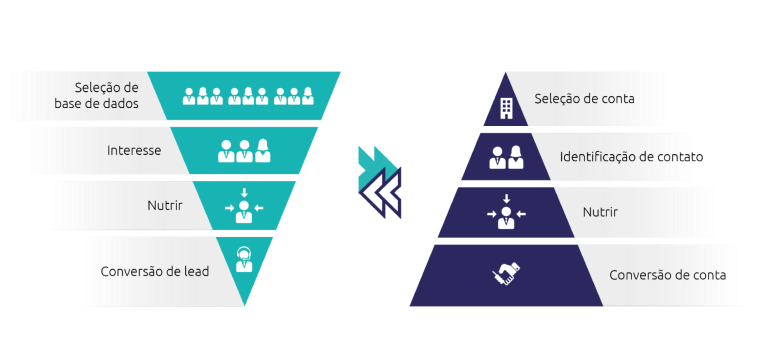 Seleção de
base de dados
Interesse
Nutrir
Conversão de lead
Seleção de conta
Identificação de contato
Nutrir
Conversão de conta